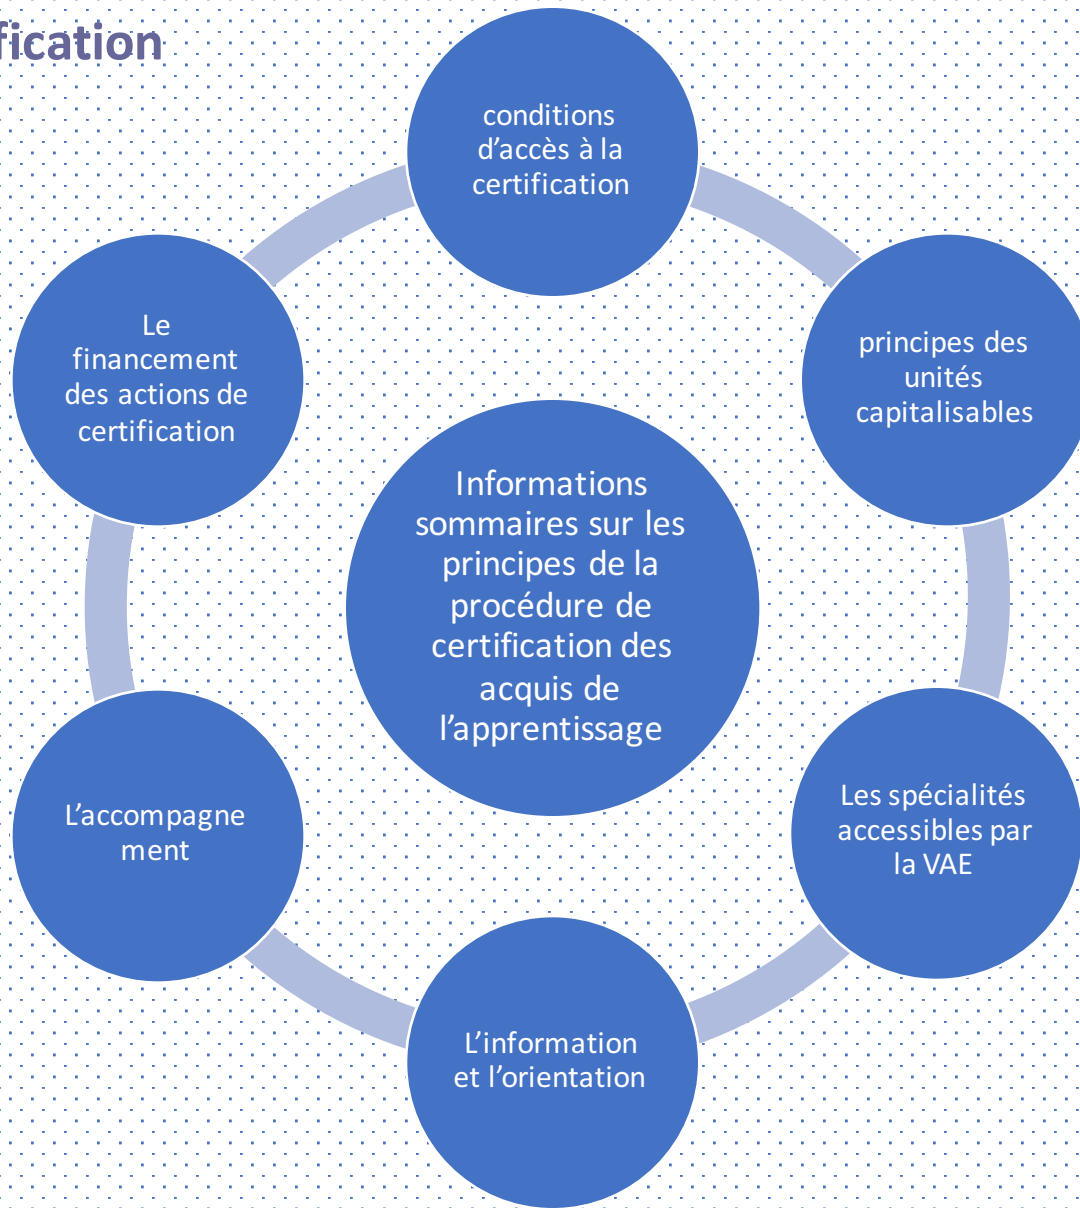 fication
conditions
d’accès à la
certification
principes des
unités
capitalisables
Les spécialités
accessibles par
la VAE
L’information
et l’orientation
L’accompagne
ment
Le
financement
des actions de
certification
Informations
sommaires sur les
principes de la
procédure de
certification des
acquis de
l’apprentissage